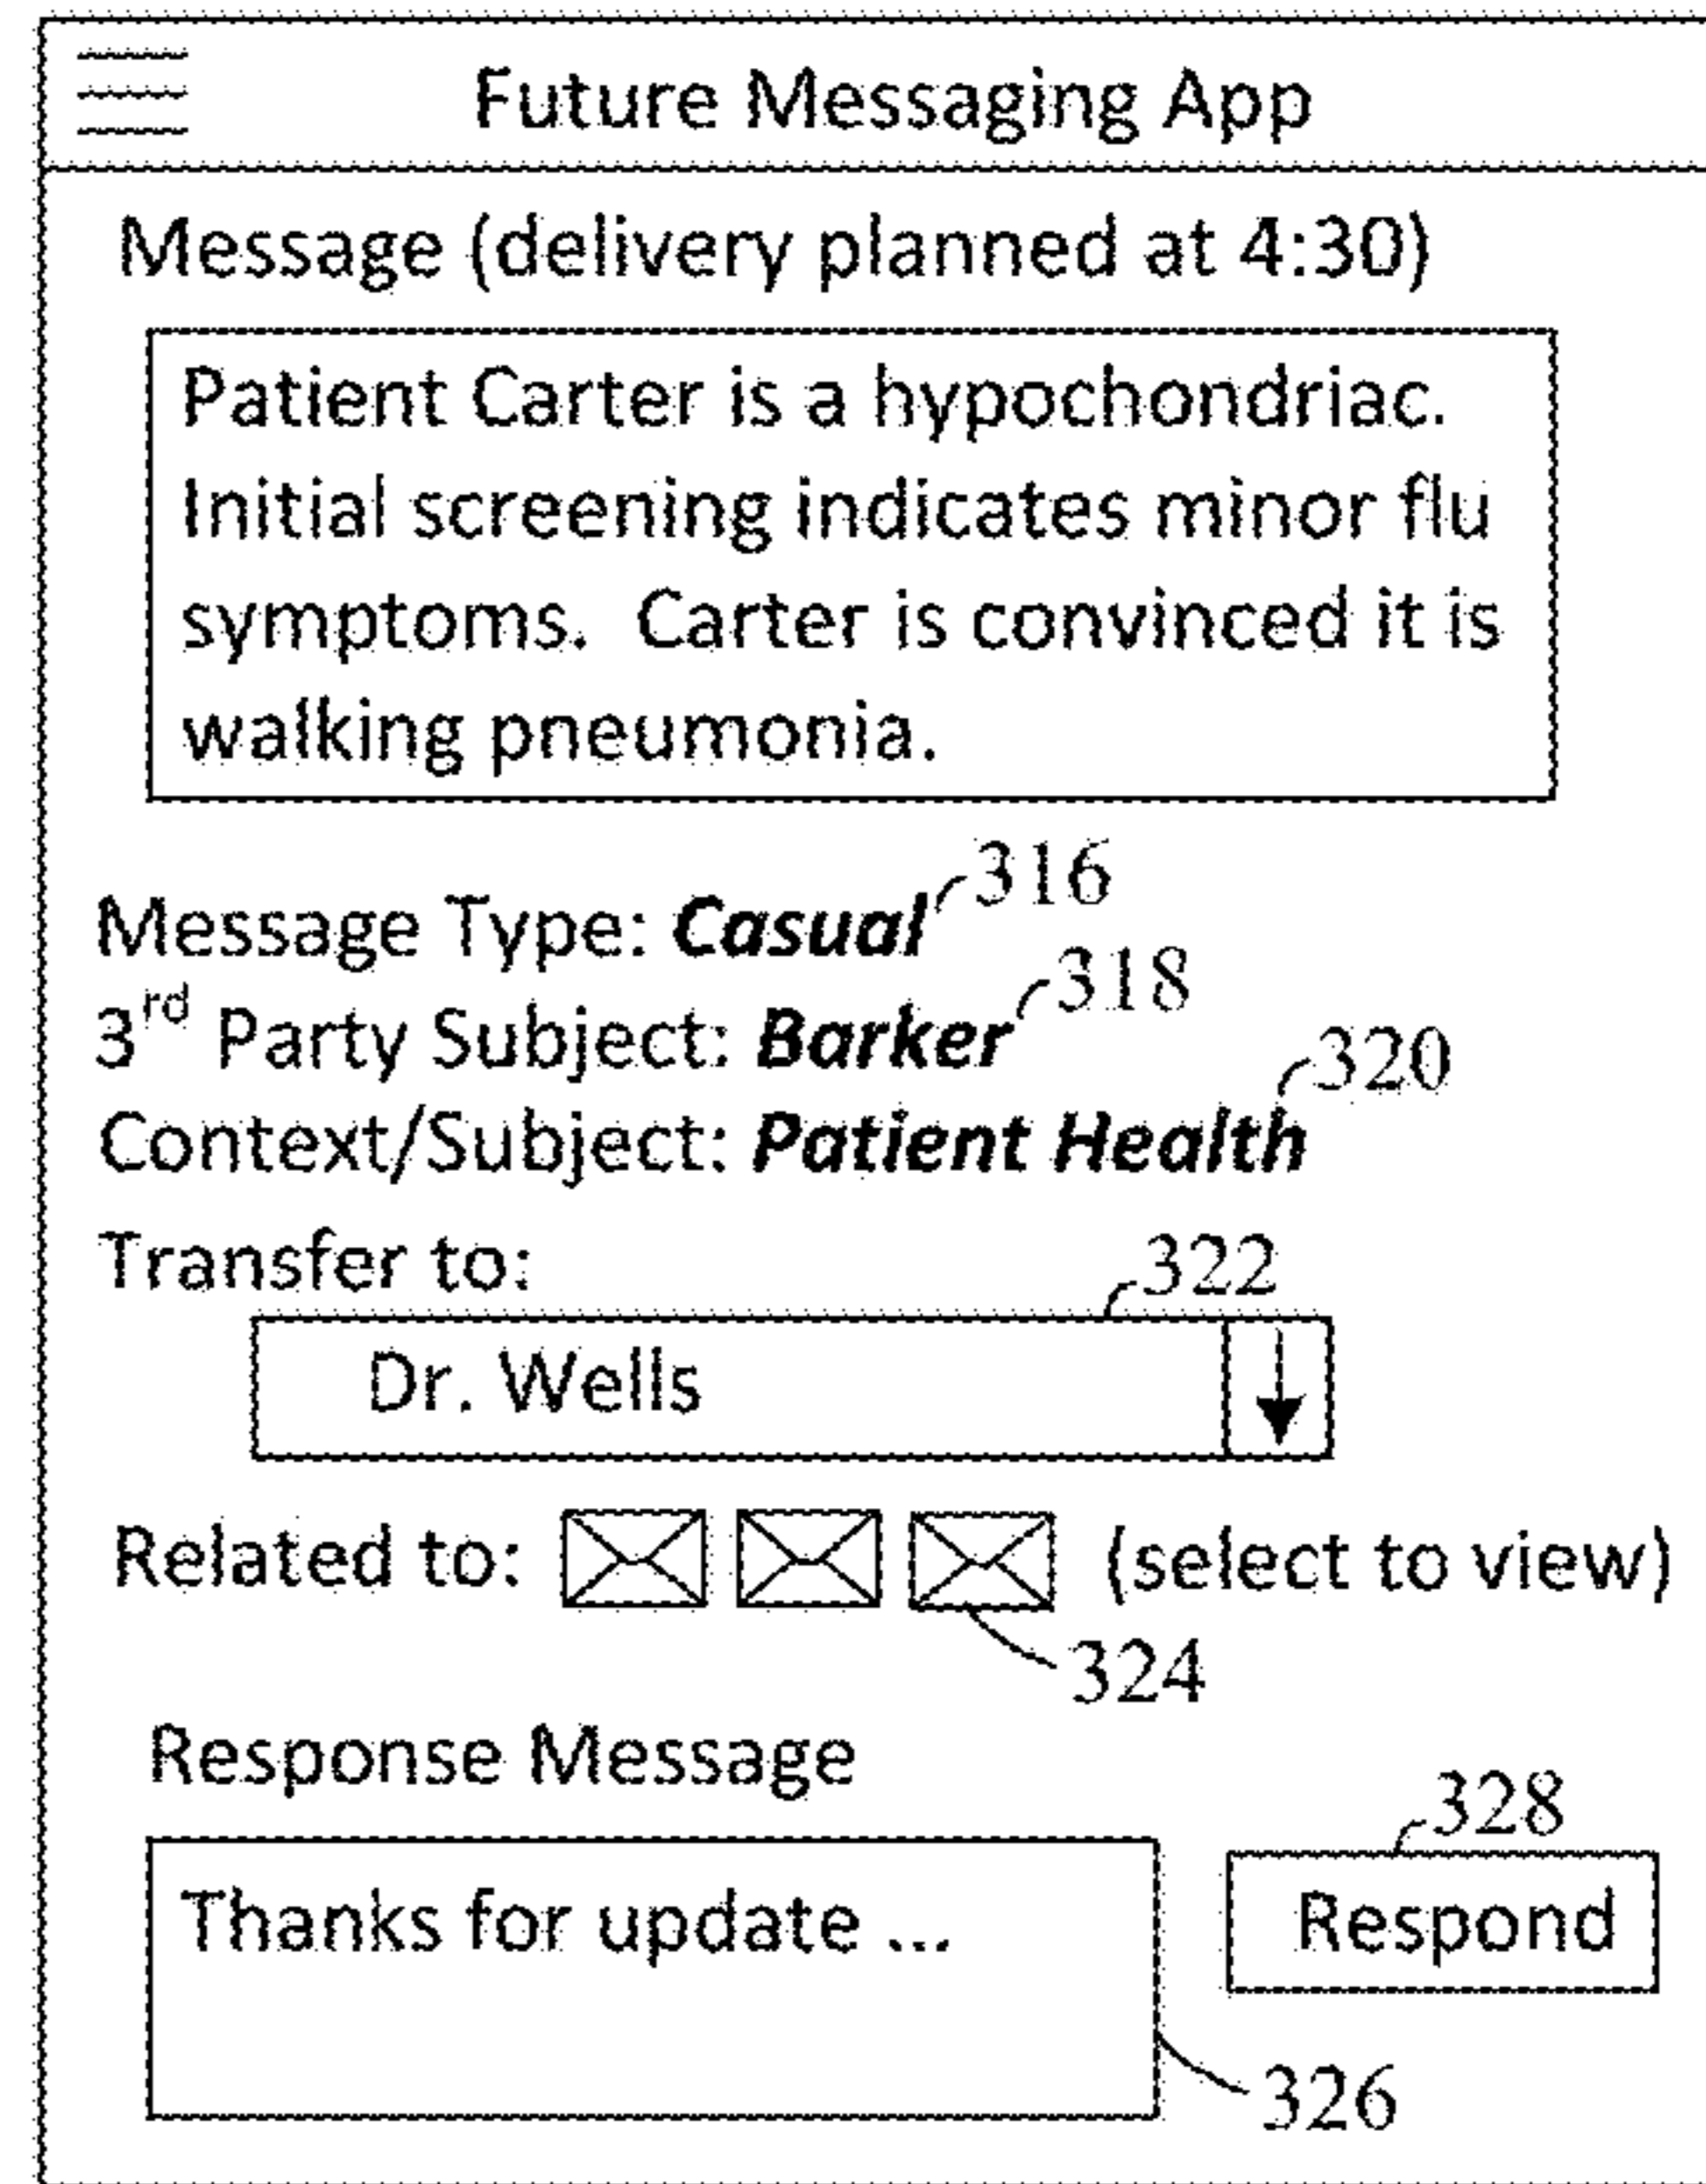 Future Messaging App
Message (delivery planned at 4:30)
Patient Carter is a hypochondriac.
Initial screening indicates minor flu
symptoms.  Carter is convinced it is
walking pneumonia.
316
Message Type: Casual
318
3rd Party Subject: Barker
320
Context/Subject: Patient Health
Transfer to:
322
Dr. Wells
Related to: (select to view)
324
Response Message
328
Thanks for update ...
Respond
326